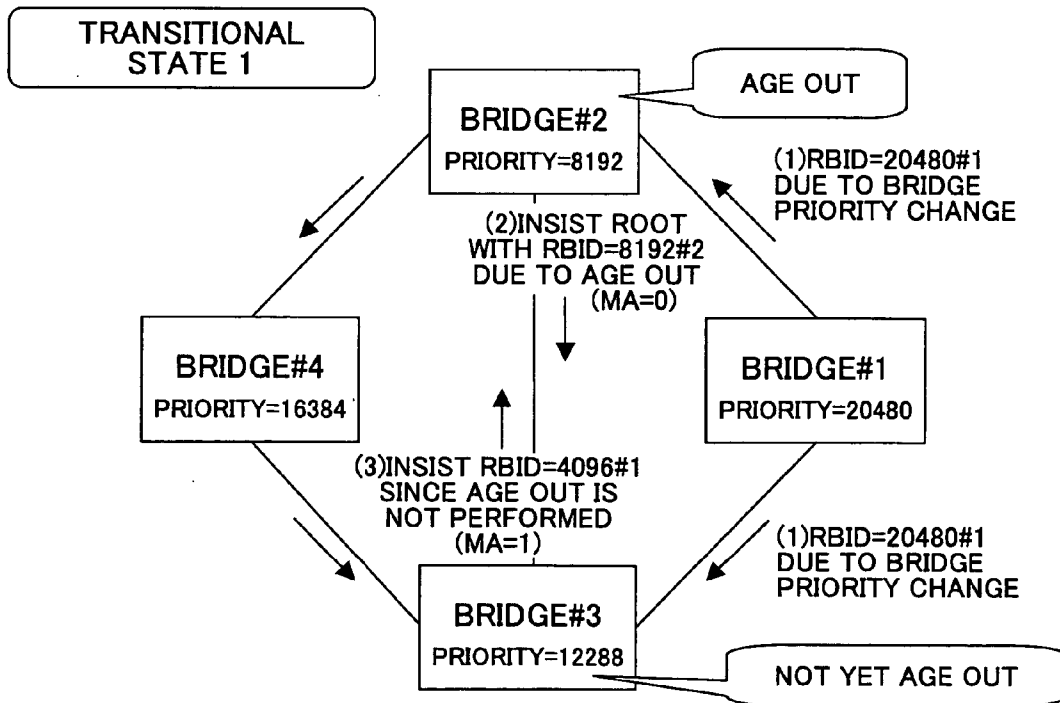 TRANSITIONAL
STATE 1
AGE OUT
BRIDGE#2
PRIORITY=8192
(1)RBID=20480#1
DUE TO BRIDGE
PRIORITY CHANGE
(2)INSIST ROOT
WITH RBID=8192#2
DUE TO AGE OUT
(MA=0)
BRIDGE#4
PRIORITY=16384
BRIDGE#1
PRIORITY=20480
(3)INSIST RBID=4096#1
SINCE AGE OUT IS
NOT PERFORMED
(MA=1)
(1)RBID=20480#1
DUE TO BRIDGE
PRIORITY CHANGE
BRIDGE#3
PRIORITY=12288
NOT YET AGE OUT